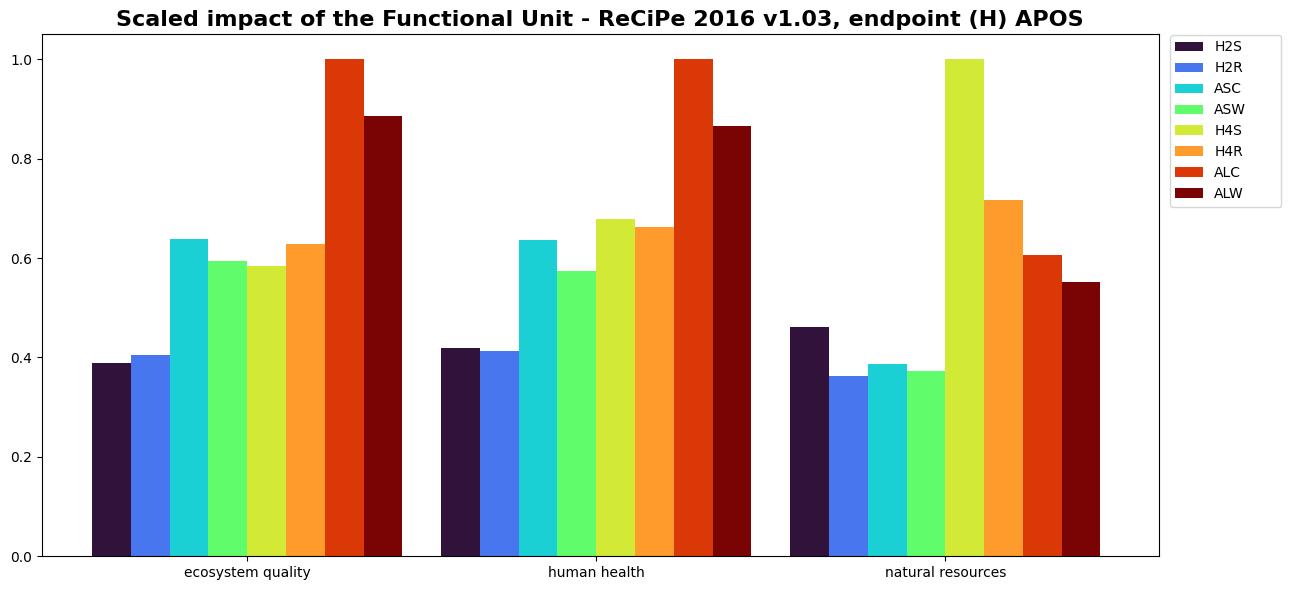 Scaled impact of the Functional Unit - ReCiPe 2016 v1.03, endpoint (H) APOS
1.0
0.8
0.6
0.4
0.2
0.0
ecosystem quality
human health
natural resources
H2S
H2R
ASC
ASW
H4S
H4R
ALC
ALW